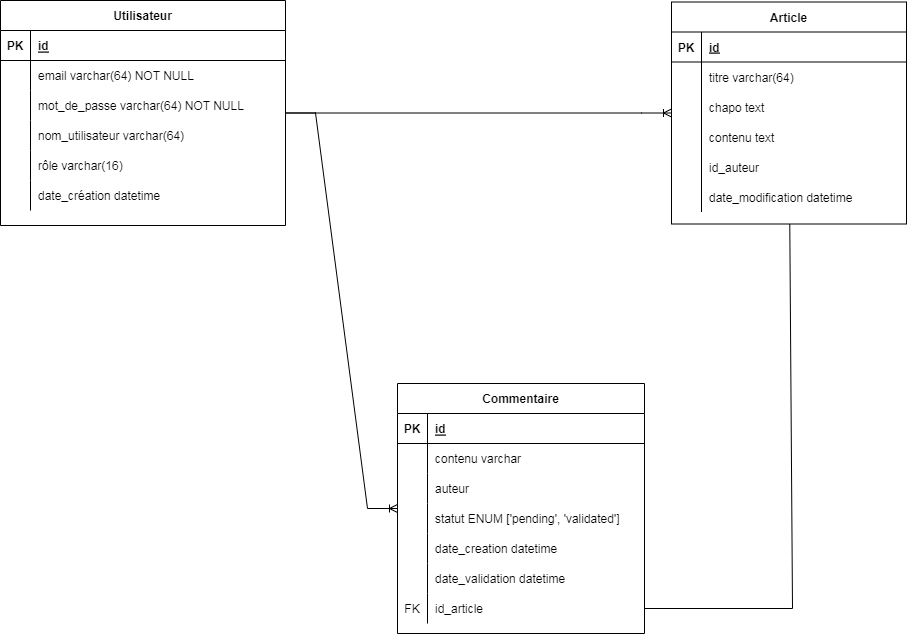 Utilisateur
PK id
email varchar(64) NOT NULL
mot_de_passe varchar(64) NOT NULL
nom_utilisateur varchar(64)
rôle varchar(16)
date_création datetime
Article
PK id
titre varchar(64)
chapo text
contenu text
id_auteur
date_modification datetime
Commentaire
PK id
contenu varchar
auteur
statut ENUM ['pending', 'validated']
date_creation datetime
date_validation datetime
FK id_article